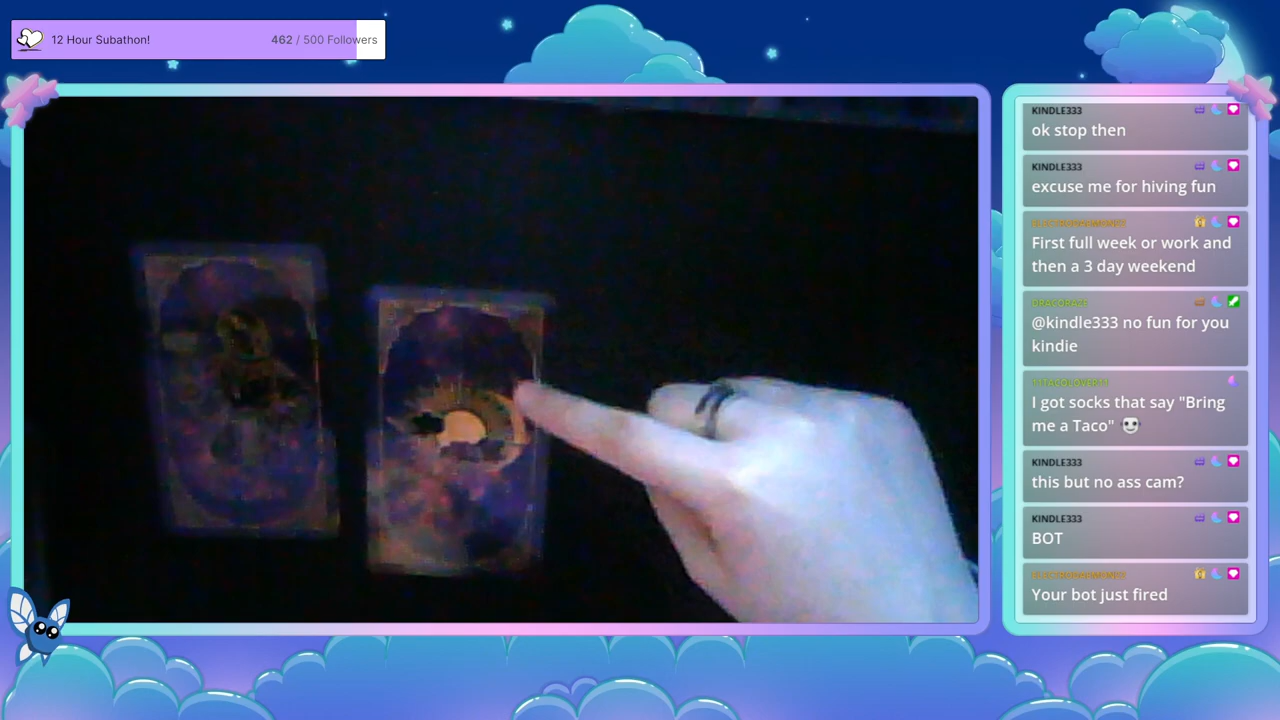 12 Hour Subathon!
462 / 500 Followers
KINDLE333
ok stop then
KINDLE333
excuse me for hiving fun
First full week or work and
then a 3 day weekend
DRACORAZE
@kindle333 no fun for you
kindie
11TACOLOVER11
I got socks that say "Bring
me a Taco"
KINDLE333
this but no ass cam?
KINDLE333
BOT
Your bot just fired